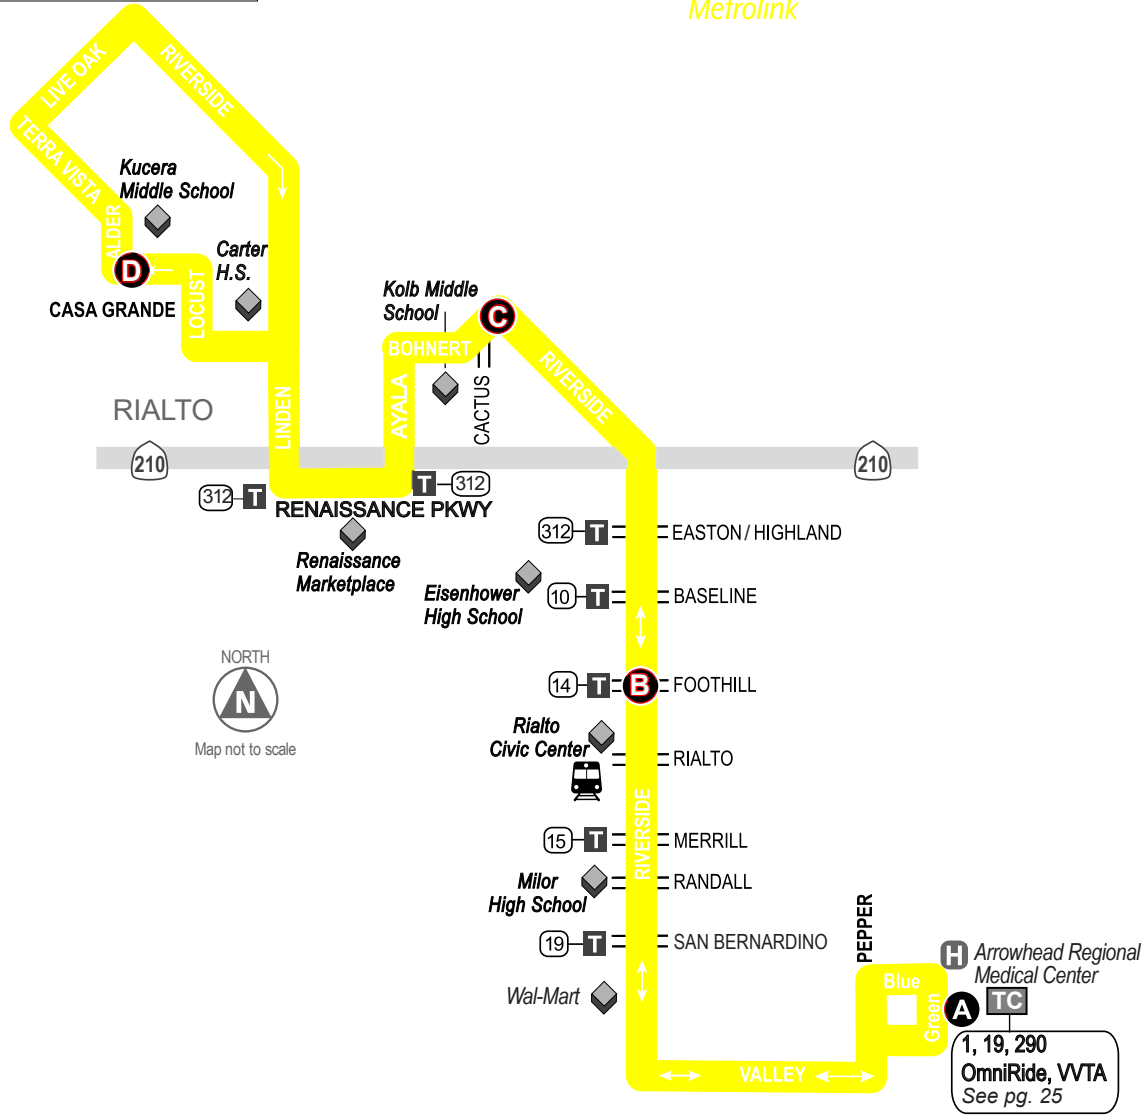 Metrolink
LIVE OAK
RIVERSIDE
TERRA VISTA
Kucera
Middle School
ALDER
Carter
H.S.
D
CASA GRANDE
LOCUST
Kolb Middle
School
C
BOHNERT
RIVERSIDE
CACTUS
AYALA
LINDEN
RIALTO
210
210
312
T
T
312
RENAISSANCE PKWY
Renaissance
Marketplace
312
T
EASTON / HIGHLAND
Eisenhower
High School
10
T
BASELINE
NORTH
N
Map not to scale
14
T
B
FOOTHILL
Rialto
Civic Center
RIALTO
RIVERSIDE
15
T
MERRILL
Milor
High School
RANDALL
19
T
SAN BERNARDINO
Wal-Mart
PEPPER
H
Arrowhead Regional
Medical Center
Blue
Green
A
TC
1, 19, 290
OmniRide, VVTA
See pg. 25
VALLEY